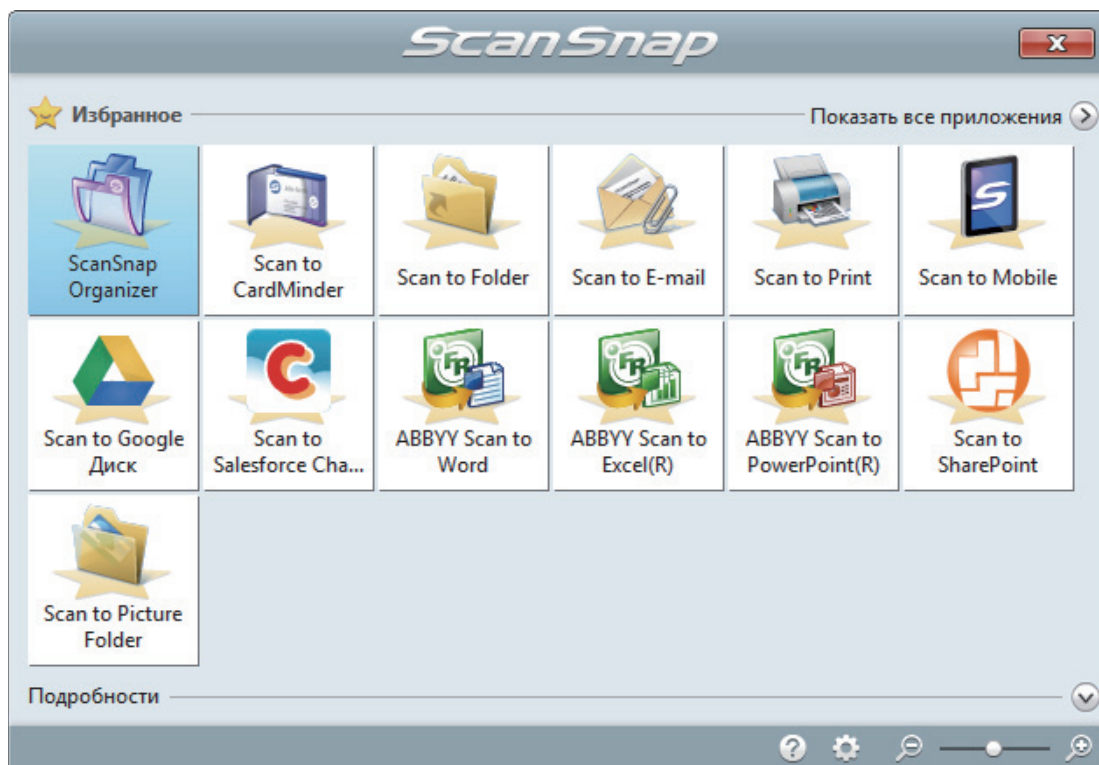 ScanSnap
Избранное
Показать все приложения
ScanSnap
Organizer
Scan to
CardMinder
Scan to Folder
Scan to E-mail
Scan to Print
Scan to Mobile
Scan to Google
Диск
Scan to
Salesforce Cha...
ABBYY Scan to
Word
ABBYY Scan to
Excel(R)
ABBYY Scan to
PowerPoint(R)
Scan to
SharePoint
Scan to Picture
Folder
Подробности